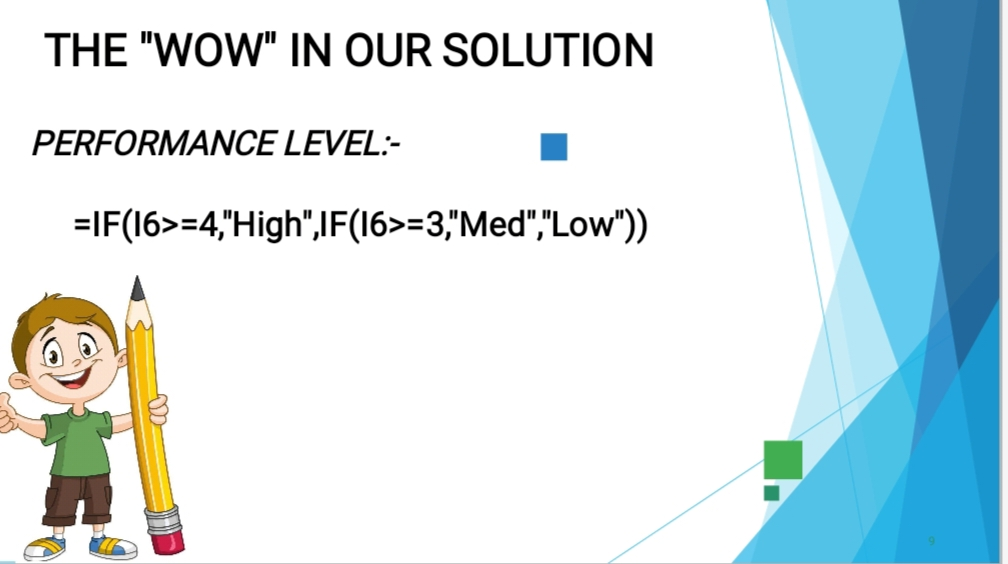 THE "WOW" IN OUR SOLUTION
PERFORMANCE LEVEL:-
=IF(I6>=4,"High",IF(I6>=3,"Med","Low"))
9